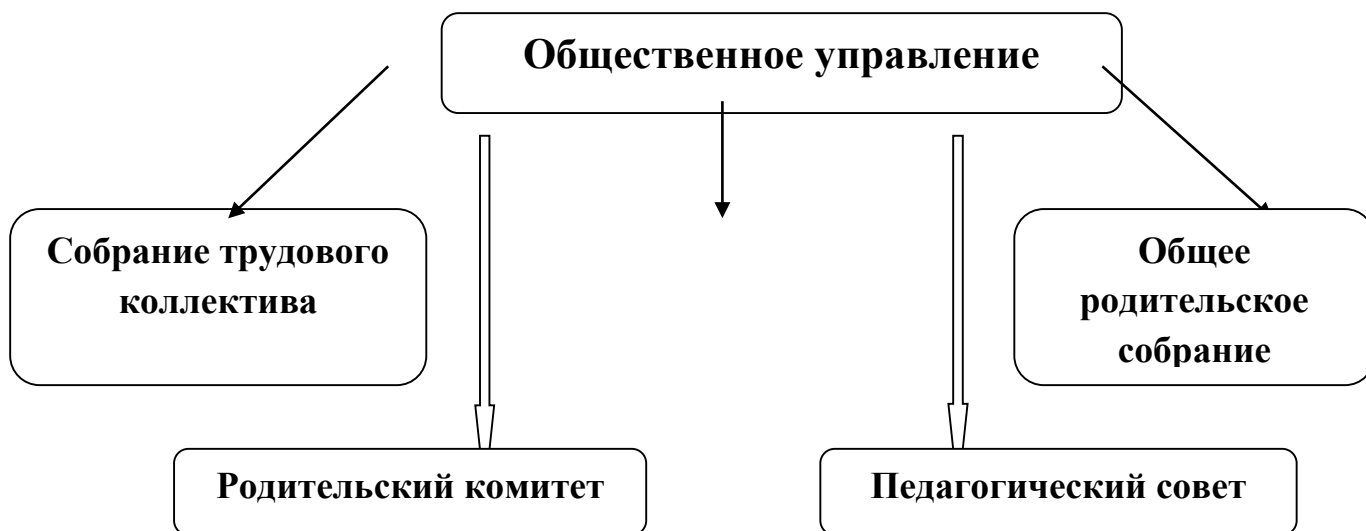 Общественное управление
Собрание трудового
коллектива
Общее
родительское
собрание
Родительский комитет
Педагогический совет